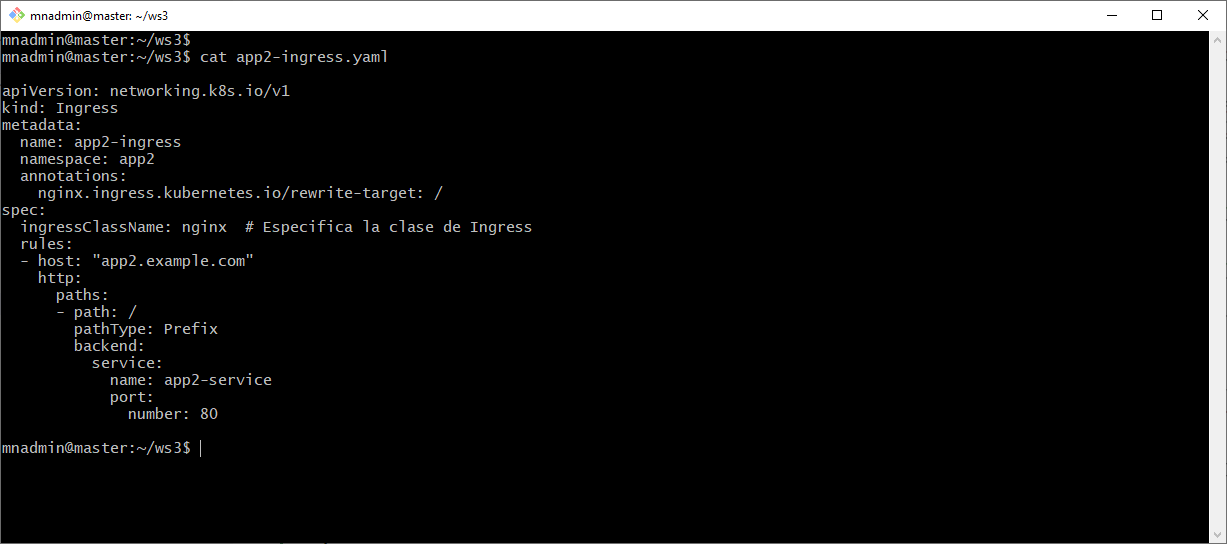 mnadmin@master: ~/ws3
mnadmin@master:~/ws3$
mnadmin@master:~/ws3$ cat app2-ingress.yaml

apiVersion: networking.k8s.io/v1
kind: Ingress
metadata:
  name: app2-ingress
  namespace: app2
  annotations:
    nginx.ingress.kubernetes.io/rewrite-target: /
spec:
  ingressClassName: nginx  # Especifica la clase de Ingress
  rules:
  - host: "app2.example.com"
    http:
      paths:
      - path: /
        pathType: Prefix
        backend:
          service:
            name: app2-service
            port:
              number: 80

mnadmin@master:~/ws3$